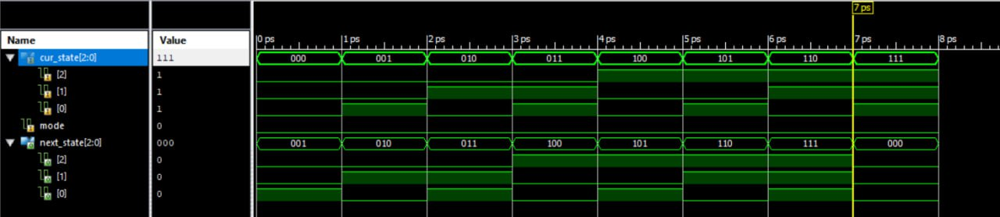 7 ps
Name Value
0 ps 1 ps 2 ps 3 ps 4 ps 5 ps 6 ps 7 ps 8 ps
cur_state[2:0] 111 000 001 010 011 100 101 110 111
[2] 1
[1] 1
[0] 1
mode 0
next_state[2:0] 000 001 010 011 100 101 110 111 000
[2] 0
[1] 0
[0] 0